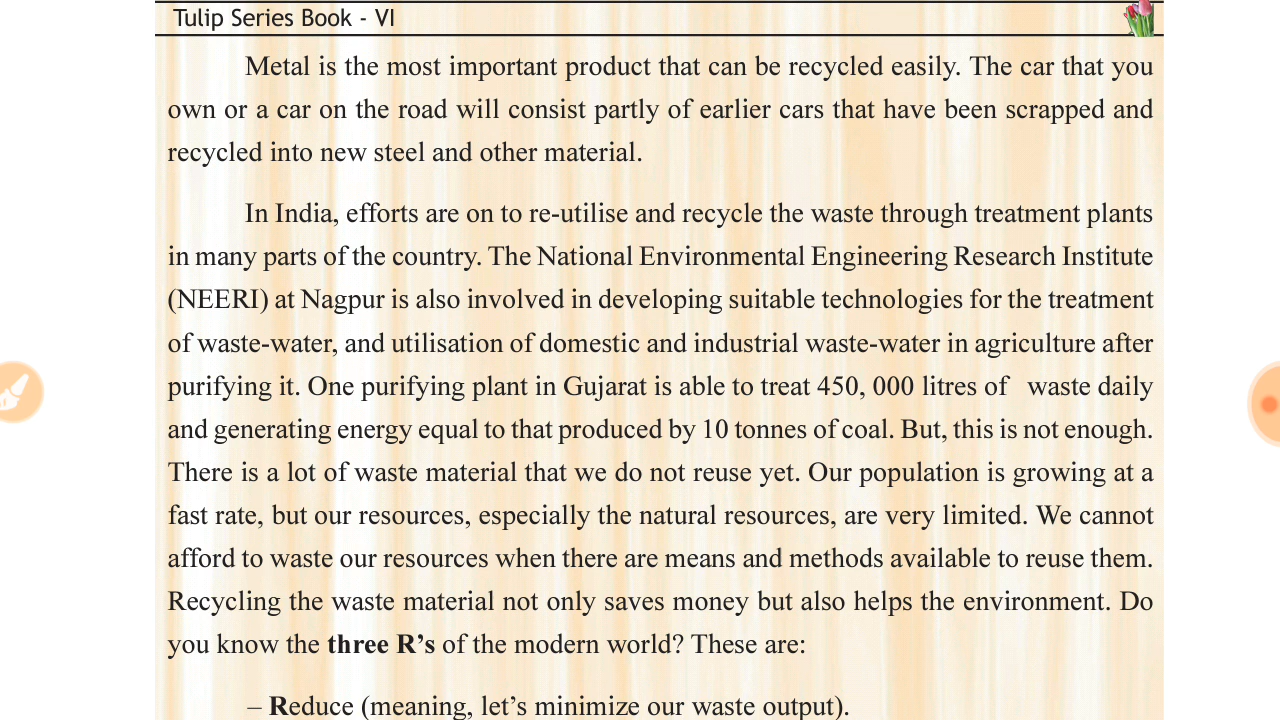 Tulip Series Book - VI
Metal is the most important product that can be recycled easily. The car that you
own or a car on the road will consist partly of earlier cars that have been scrapped and
recycled into new steel and other material.
In India, efforts are on to re-utilise and recycle the waste through treatment plants
in many parts of the country. The National Environmental Engineering Research Institute
(NEERI) at Nagpur is also involved in developing suitable technologies for the treatment
of waste-water, and utilisation of domestic and industrial waste-water in agriculture after
purifying it. One purifying plant in Gujarat is able to treat 450, 000 litres of waste daily
and generating energy equal to that produced by 10 tonnes of coal. But, this is not enough.
There is a lot of waste material that we do not reuse yet. Our population is growing at a
fast rate, but our resources, especially the natural resources, are very limited. We cannot
afford to waste our resources when there are means and methods available to reuse them.
Recycling the waste material not only saves money but also helps the environment. Do
you know the three R’s of the modern world? These are:
– Reduce (meaning, let’s minimize our waste output).